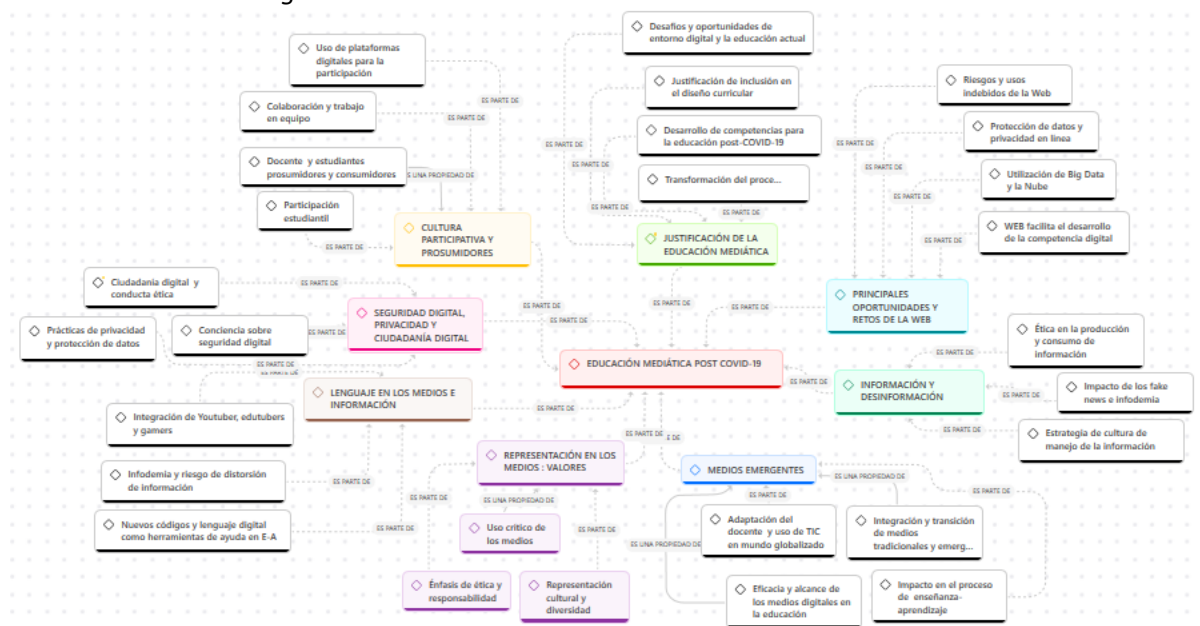 Desafíos y oportunidades de
entorno digital y la educación actual
Uso de plataformas
digitales para la
participación
Justificación de inclusión en
el diseño curricular
Riesgos y usos
indebidos de la Web
Colaboración y trabajo
en equipo
ES PARTE DE
ES PARTE DE
Desarrollo de competencias para
la educación post-COVID-19
Protección de datos y
privacidad en línea
ES PARTE DE
ES PARTE DE
Docente y estudiantes
prosumidores y consumidores
ES UNA PROPIEDAD DE
ES PARTE DE
Transformación del proce...
ES PARTE DE
Utilización de Big Data
y la Nube
Participación
estudiantil
ES PARTE DE
ES PARTE DE
ES PARTE DE
WEB facilita el desarrollo
de la competencia digital
ES PARTE DE
ES PARTE DE
CULTURA
PARTICIPATIVA Y
PROSUMIDORES
JUSTIFICACIÓN DE LA
EDUCACIÓN MEDIÁTICA
Ciudadanía digital y
conducta ética
ES PARTE DE
PRINCIPALES
OPORTUNIDADES Y
RETOS DE LA WEB
SEGURIDAD DIGITAL,
PRIVACIDAD Y
CIUDADANÍA DIGITAL
ES PARTE DE
ES PARTE DE
ES PARTE DE
ES PARTE DE
Prácticas de privacidad
y protección de datos
Conciencia sobre
seguridad digital
ES PARTE DE
Ética en la producción
y consumo de
información
ES PARTE DE
ES PARTE DE
ES PARTE DE
EDUCACIÓN MEDIÁTICA POST COVID-19
LENGUAJE EN LOS MEDIOS E
INFORMACIÓN
ES PARTE DE
INFORMACIÓN Y
DESINFORMACIÓN
ES PARTE DE
Impacto de los fake
news e infodemia
Integración de Youtuber, edutubers
y gamers
ES PARTE DE
ES PARTE DE
E DE
ES PARTE DE
Estrategia de cultura de
manejo de la información
REPRESENTACIÓN EN LOS
MEDIOS : VALORES
MEDIOS EMERGENTES
Infodemia y riesgo de distorsión
de información
ES PARTE DE
ES PARTE DE
ES UNA PROPIEDAD DE
ES PARTE DE
ES UNA PROPIEDAD DE
ES PARTE DE
Nuevos códigos y lenguaje digital
como herramientas de ayuda en E-A
ES PARTE DE
Uso crítico de
los medios
ES PARTE DE
ES UNA PROPIEDAD DE
Adaptación del
docente y uso de TIC
en mundo globalizado
Integración y transición
de medios
tradicionales y emerg...
Énfasis de ética y
responsabilidad
Representación
cultural y
diversidad
Eficacia y alcance de
los medios digitales en
la educación
Impacto en el proceso
de enseñanza-
aprendizaje